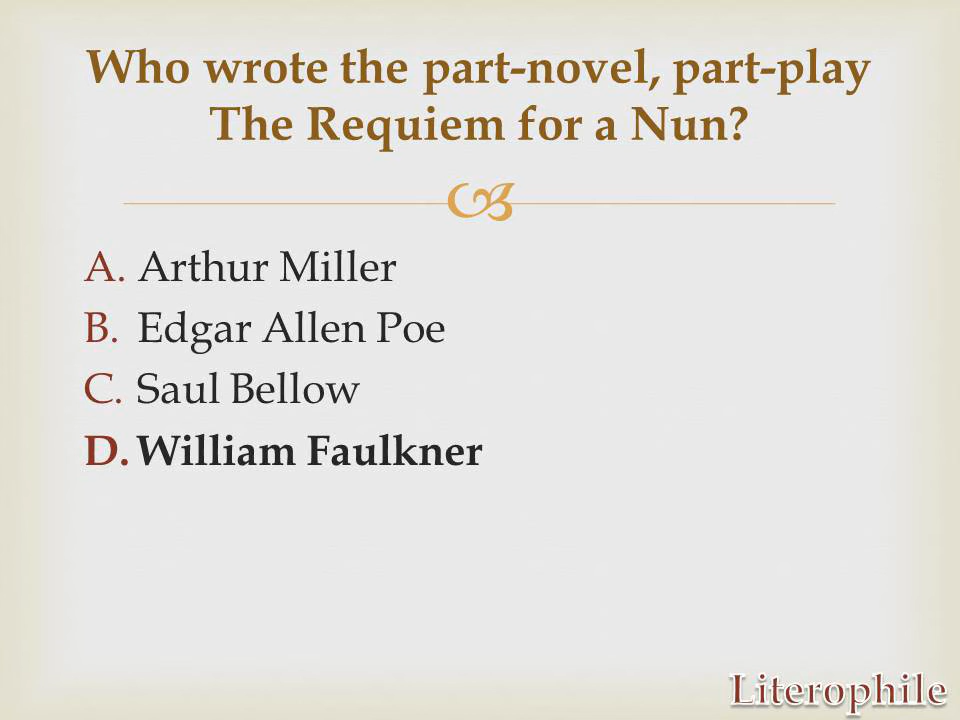 Who wrote the part-novel, part-play
The Requiem for a Nun?
A. Arthur Miller
B. Edgar Allen Poe
C. Saul Bellow
D. William Faulkner
Literophile